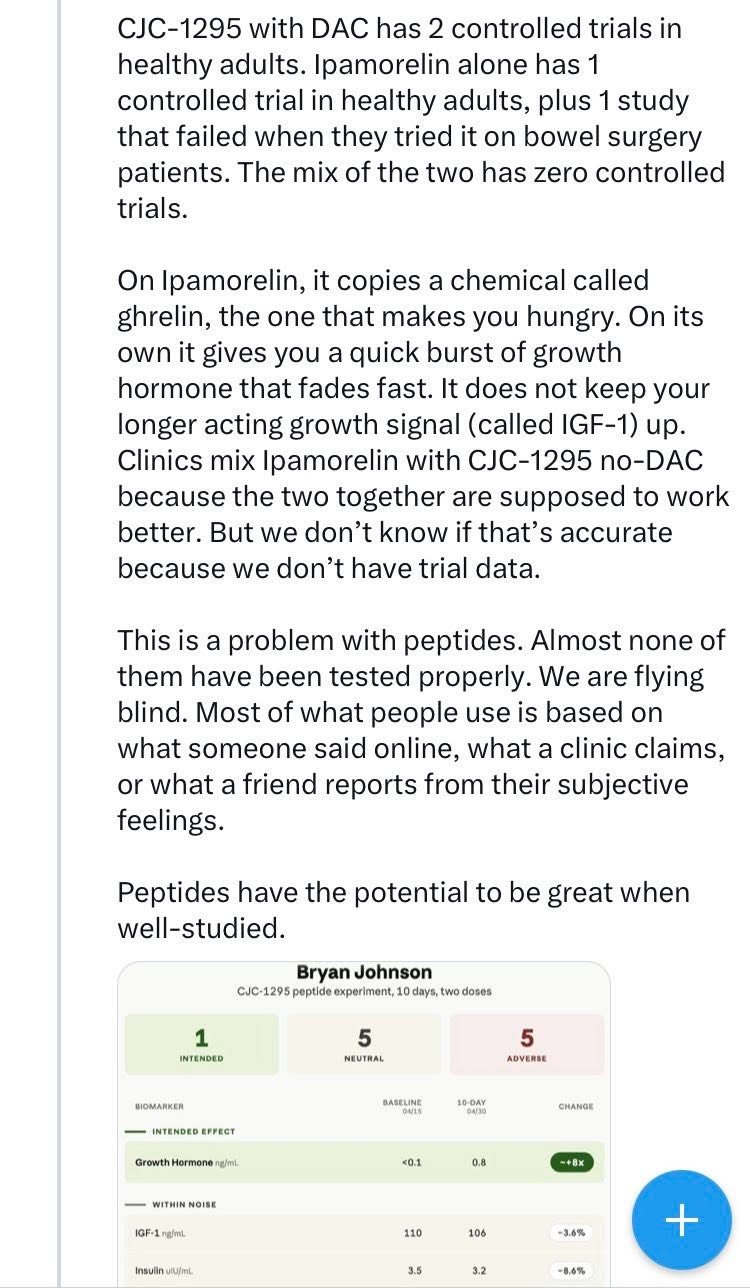 CJC-1295 with DAC has 2 controlled trials in
healthy adults. Ipamorelin alone has 1
controlled trial in healthy adults, plus 1 study
that failed when they tried it on bowel surgery
patients. The mix of the two has zero controlled
trials.
On Ipamorelin, it copies a chemical called
ghrelin, the one that makes you hungry. On its
own it gives you a quick burst of growth
hormone that fades fast. It does not keep your
longer acting growth signal (called IGF-1) up.
Clinics mix Ipamorelin with CJC-1295 no-DAC
because the two together are supposed to work
better. But we don’t know if that’s accurate
because we don’t have trial data.
This is a problem with peptides. Almost none of
them have been tested properly. We are flying
blind. Most of what people use is based on
what someone said online, what a clinic claims,
or what a friend reports from their subjective
feelings.
Peptides have the potential to be great when
well-studied.
Bryan Johnson
CJC-1295 peptide experiment, 10 days, two doses
1 5 5
INTENDED NEUTRAL ADVERSE
BIOMARKER BASELINE 10-DAY CHANGE
04/15 04/30
INTENDED EFFECT
Growth Hormone ng/mL <0.1 0.8 ~+8x
WITHIN NOISE
IGF-1 ng/mL 110 106 -3.6%
Insulin uIU/mL 3.5 3.2 -8.6%